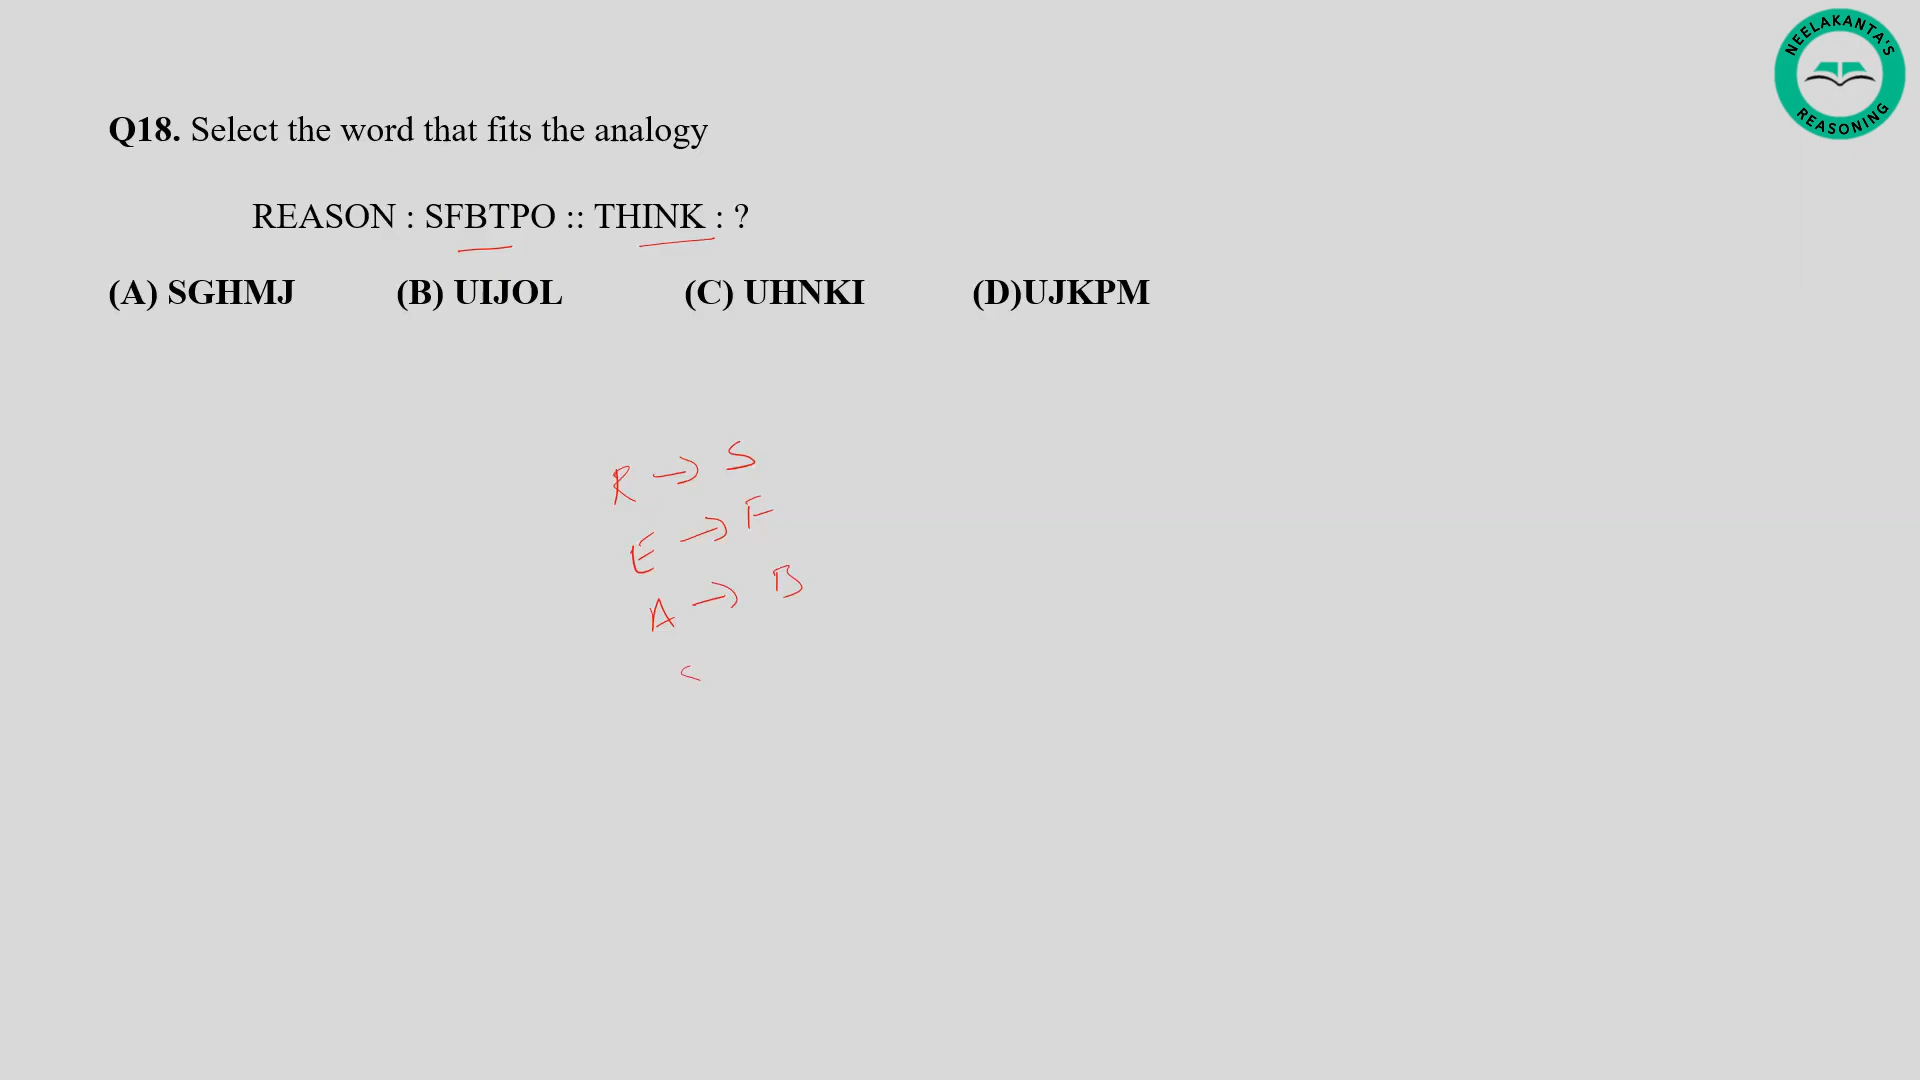 NEELAKANTA'S
REASONING
Q18. Select the word that fits the analogy
REASON : SFBTPO :: THINK : ?
(A) SGHMJ (B) UIJOL (C) UHNKI (D)UJKPM
R → S
E → F
A → B